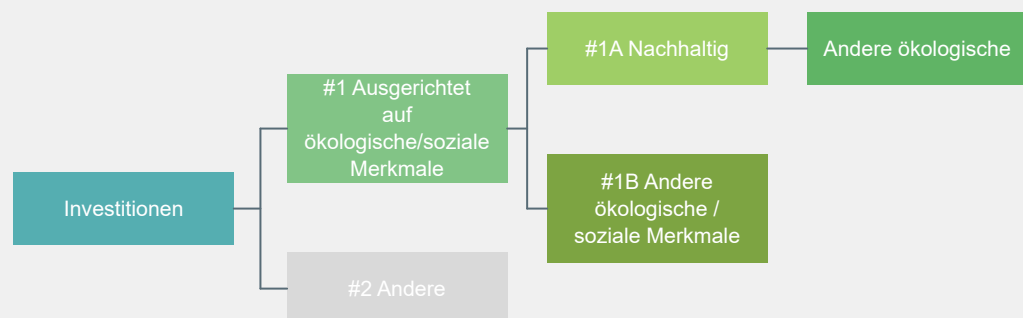 #1A Nachhaltig
Andere ökologische
#1 Ausgerichtet
auf
ökologische/soziale
Merkmale
#1B Andere
ökologische /
soziale Merkmale
Investitionen
#2 Andere